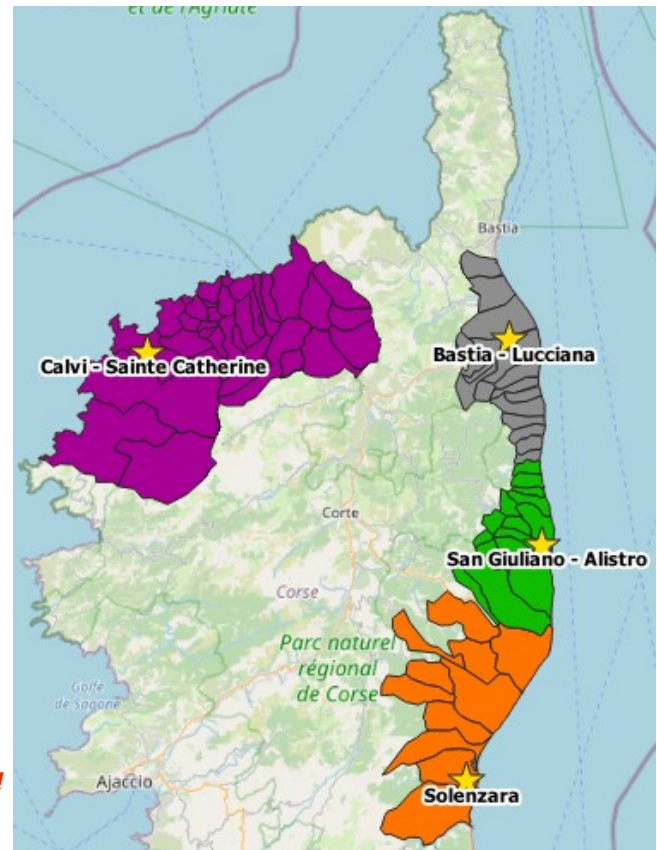 et de l'Agriate
Bastia
Calvi - Sainte Catherine
Bastia - Lucciana
Corte
San Giuliano - Alistro
Corse
Parc naturel
régional
de Corse
Golfe
de Sagone
Ajaccio
Solenzara